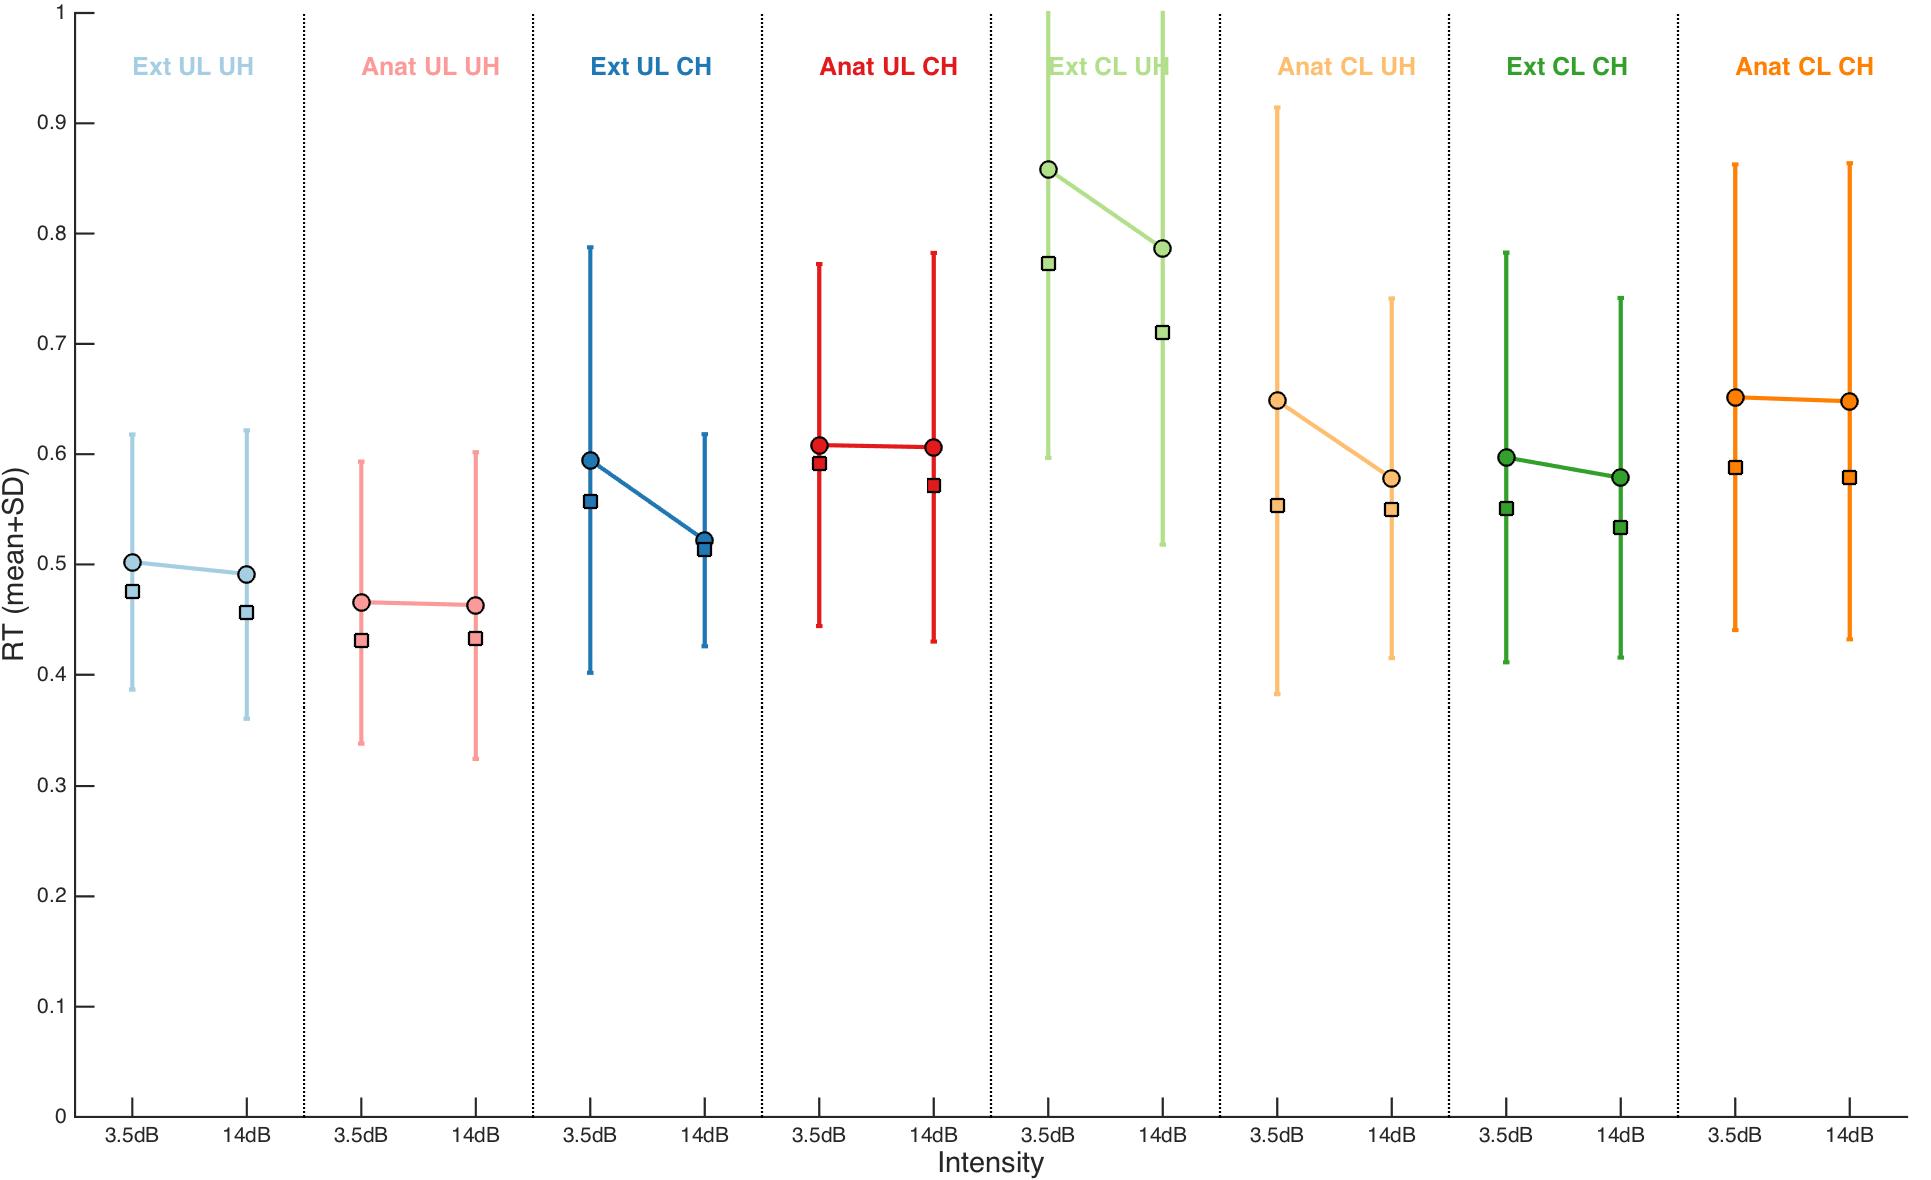 1
Ext UL UH Anat UL UH Ext UL CH Anat UL CH Ext CL UH Anat CL UH Ext CL CH Anat CL CH
0.9
0.8
0.7
0.6
0.5
0.4
0.3
0.2
0.1
0
RT (mean+SD)
3.5dB 14dB 3.5dB 14dB 3.5dB 14dB 3.5dB 14dB 3.5dB 14dB 3.5dB 14dB 3.5dB 14dB 3.5dB 14dB
Intensity